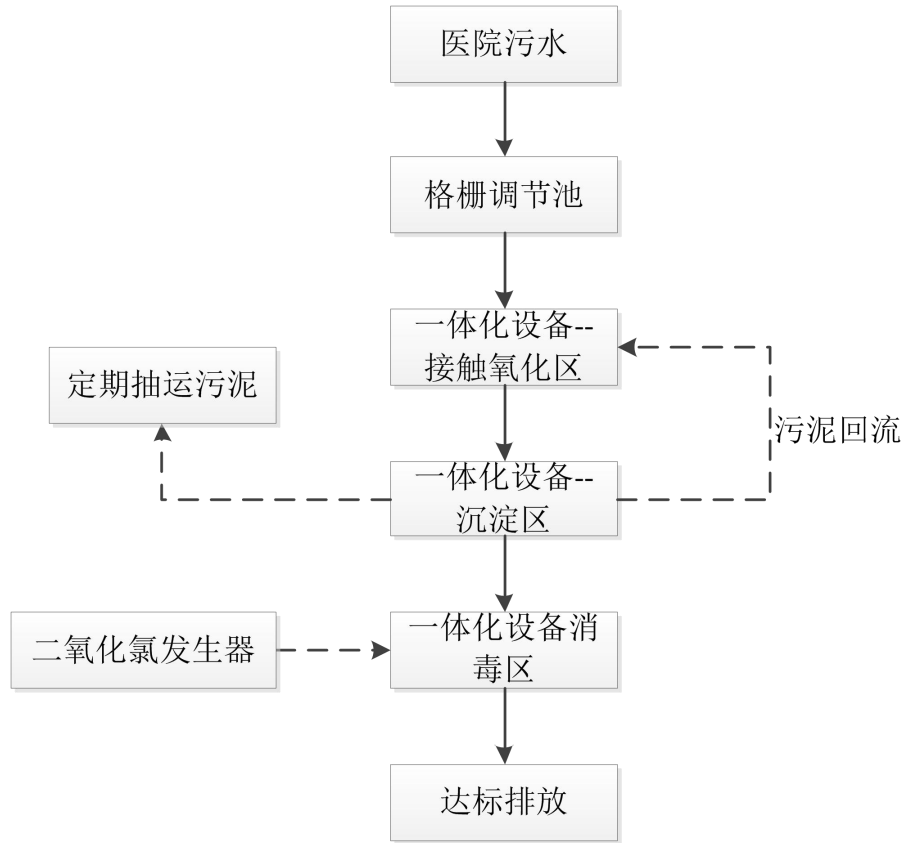 医院污水
格栅调节池
一体化设备--
接触氧化区
定期抽运污泥
污泥回流
一体化设备--
沉淀区
二氧化氯发生器
一体化设备消
毒区
达标排放